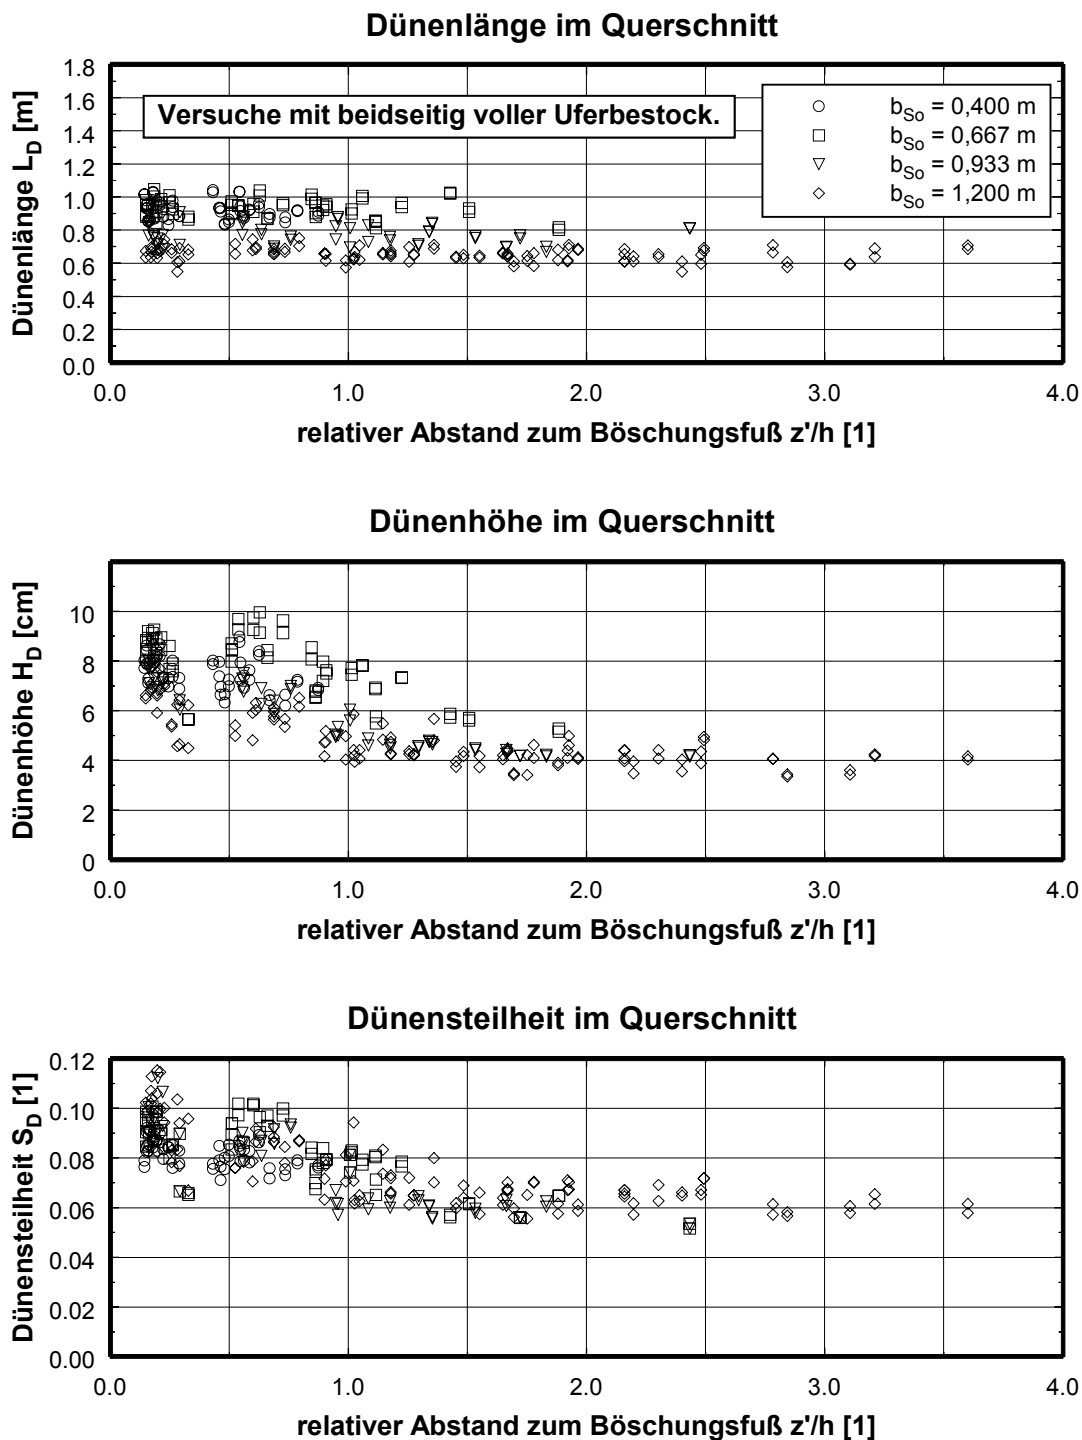 Dünenlänge im Querschnitt
Dünenlänge L_D [m]
1.8
1.6
1.4
1.2
1.0
0.8
0.6
0.4
0.2
0.0
Versuche mit beidseitig voller Uferbestock.
b_So = 0,400 m
b_So = 0,667 m
b_So = 0,933 m
b_So = 1,200 m
0.0 1.0 2.0 3.0 4.0
relativer Abstand zum Böschungsfuß z'/h [1]
Dünenhöhe im Querschnitt
Dünenhöhe H_D [cm]
10
8
6
4
2
0
0.0 1.0 2.0 3.0 4.0
relativer Abstand zum Böschungsfuß z'/h [1]
Dünensteilheit im Querschnitt
Dünensteilheit S_D [1]
0.12
0.10
0.08
0.06
0.04
0.02
0.00
0.0 1.0 2.0 3.0 4.0
relativer Abstand zum Böschungsfuß z'/h [1]